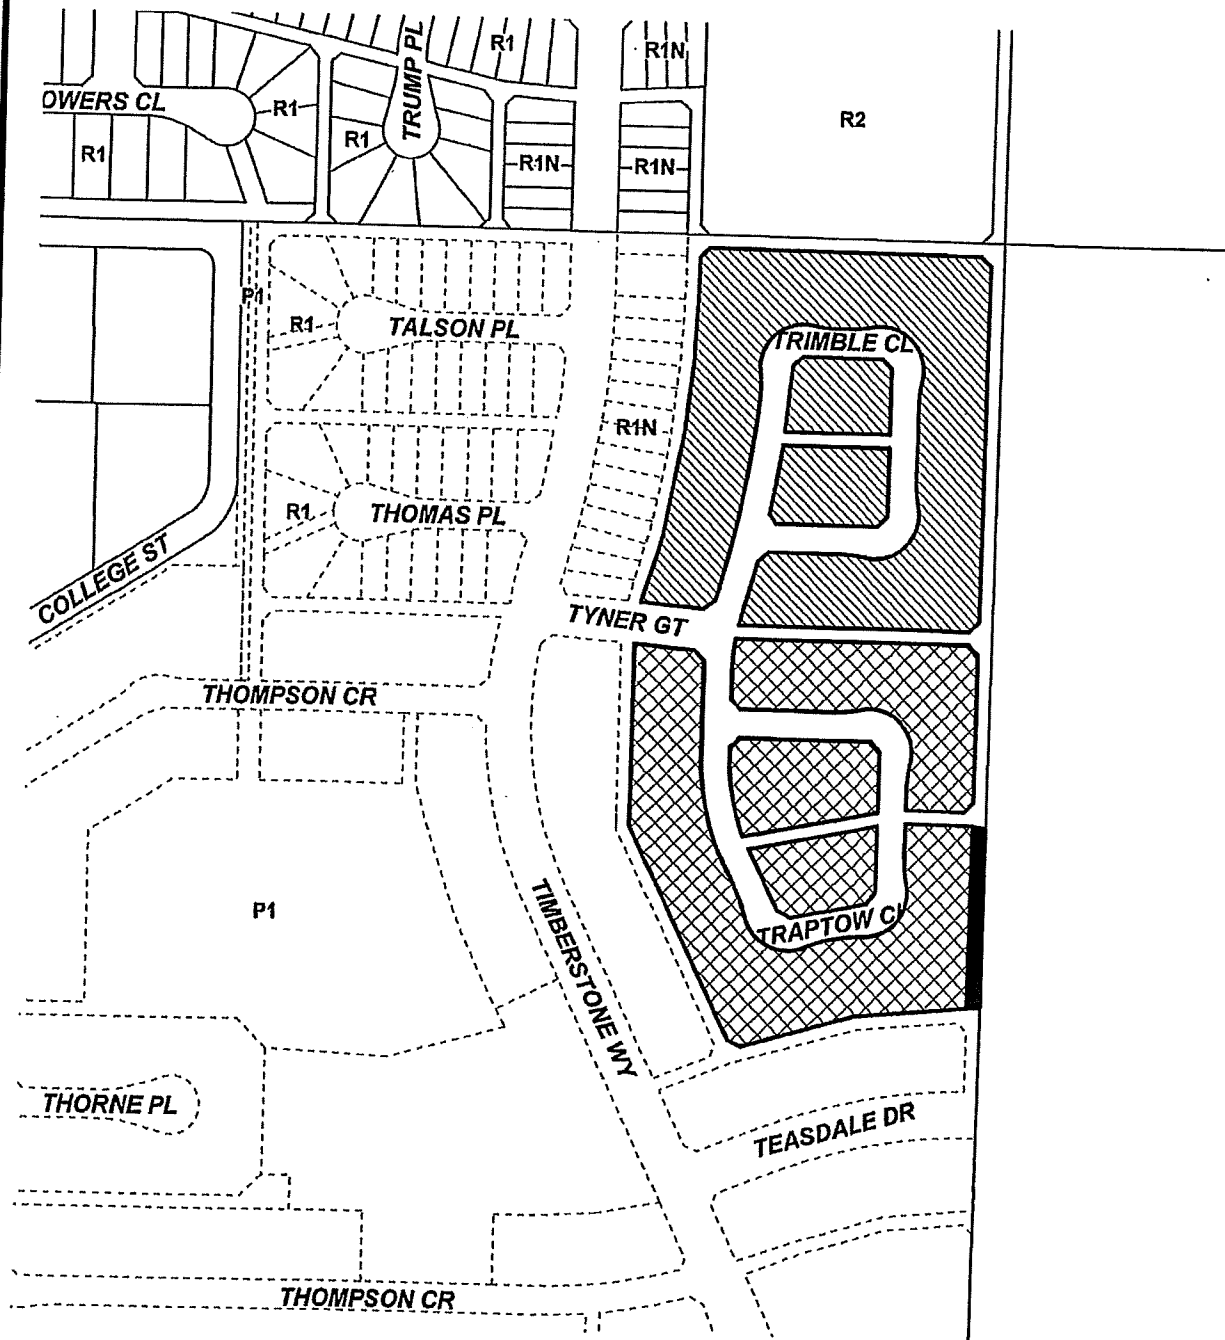 R1
R1N
TRUMP PL
OWERS CL
R1
R2
R1
R1
R1N
R1N
P1
R1
TALSON PL
TRIMBLE CL
R1N
R1
THOMAS PL
COLLEGE ST
TYNER GT
THOMPSON CR
P1
TIMBERSTONE WY
TRAPTOW CL
THORNE PL
TEASDALE DR
THOMPSON CR